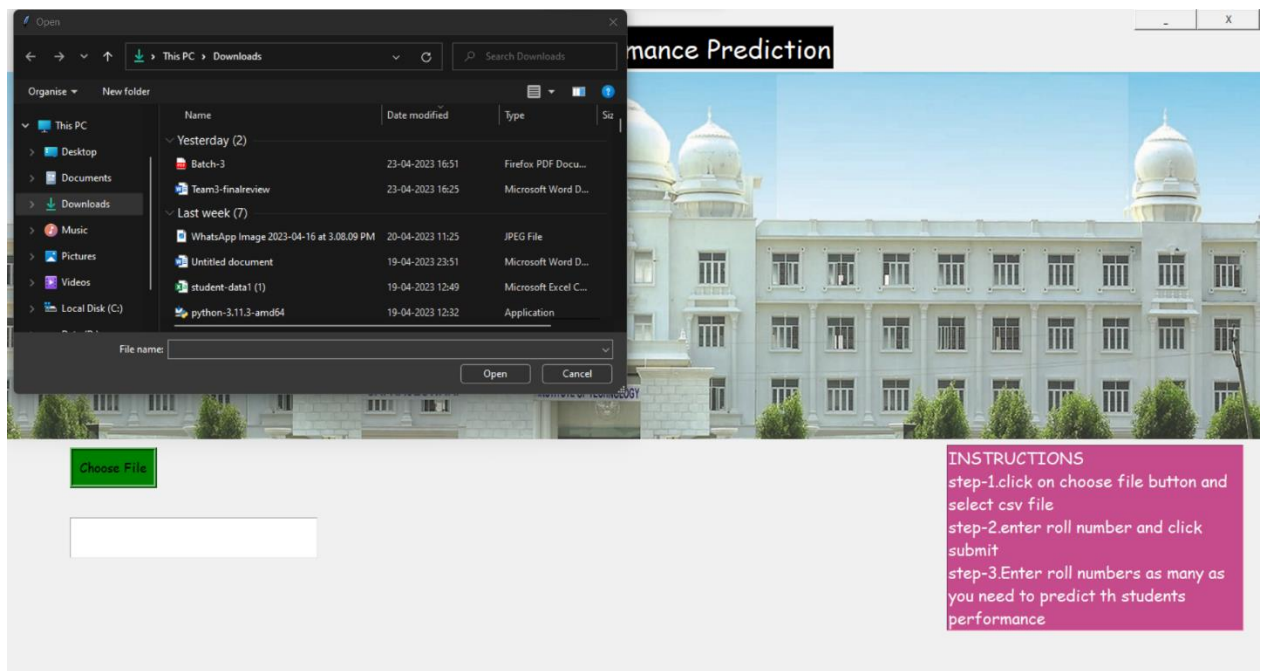 Open
_ X
mance Prediction
This PC > Downloads
Search Downloads
Organise
New folder
Name Date modified Type Siz
This PC
Desktop
Documents
Downloads
Music
Pictures
Videos
Local Disk (C:)
Yesterday (2)
Batch-3 23-04-2023 16:51 Firefox PDF Docu...
Team3-finalreview 23-04-2023 16:25 Microsoft Word D...
Last week (7)
WhatsApp Image 2023-04-16 at 3.08.09 PM 20-04-2023 11:25 JPEG File
Untitled document 19-04-2023 23:51 Microsoft Word D...
student-data1 (1) 19-04-2023 12:49 Microsoft Excel C...
python-3.11.3-amd64 19-04-2023 12:32 Application
File name:
Open Cancel
INSTITUTE OF TECHNOLOGY
Choose File
INSTRUCTIONS
step-1.click on choose file button and
select csv file
step-2.enter roll number and click
submit
step-3.Enter roll numbers as many as
you need to predict th students
performance